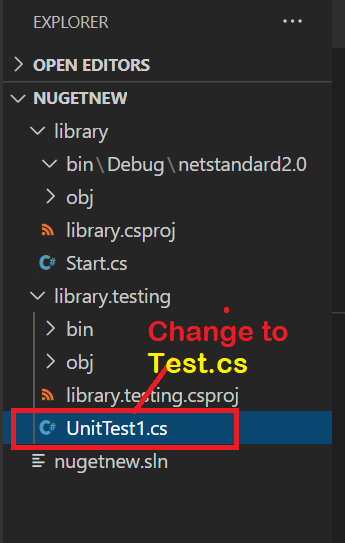 EXPLORER ...
OPEN EDITORS
NUGETNEW
library
bin\Debug\netstandard2.0
obj
library.csproj
C# Start.cs
library.testing
bin
Change to
obj
Test.cs
library.testing.csproj
C# UnitTest1.cs
nugetnew.sln